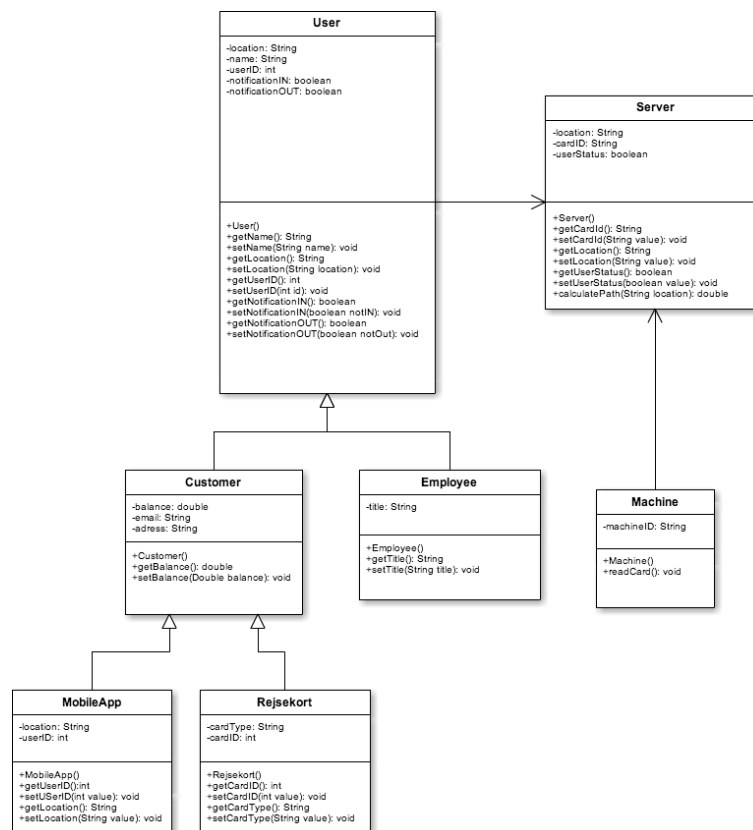 User
-location: String
-name: String
-userID: int
-notificationIN: boolean
-notificationOUT: boolean
+User()
+getName(): String
+setName(String name): void
+getLocation(): String
+setLocation(String location): void
+getUserID(): int
+setUserID(int id): void
+getNotificationIN(): boolean
+setNotificationIN(boolean notIN): void
+getNotificationOUT(): boolean
+setNotificationOUT(boolean notOut): void
Server
-location: String
-cardID: String
-userStatus: boolean
+Server()
+getCardId(): String
+setCardId(String value): void
+getLocation(): String
+setLocation(String value): void
+getUserStatus(): boolean
+setUserStatus(boolean value): void
+calculatePath(String location): double
Customer
-balance: double
-email: String
-adress: String
+Customer()
+getBalance(): double
+setBalance(Double balance): void
Employee
-title: String
+Employee()
+getTitle(): String
+setTitle(String title): void
Machine
-machineID: String
+Machine()
+readCard(): void
MobileApp
-location: String
-userID: int
+MobileApp()
+getUserID():int
+setUSerID(int value): void
+getLocation(): String
+setLocation(String value): void
Rejsekort
-cardType: String
-cardID: int
+Rejsekort()
+getCardID(): int
+setCardID(int value): void
+getCardType(): String
+setCardType(String value): void